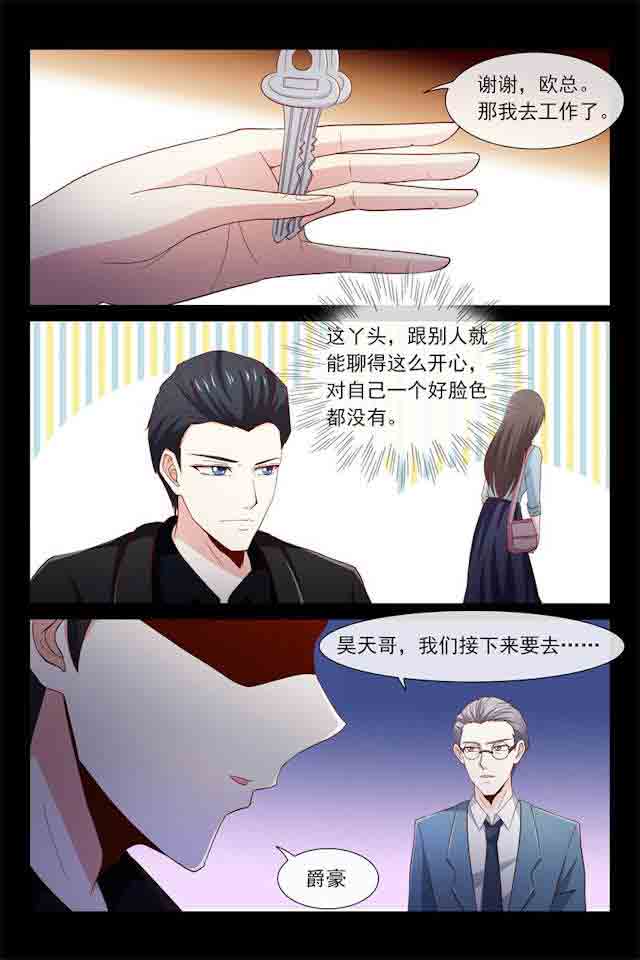 谢谢，欧总。
那我去工作了。
这丫头，跟别人就
能聊得这么开心，
对自己一个好脸色
都没有。
昊天哥，我们接下来要去……
爵豪